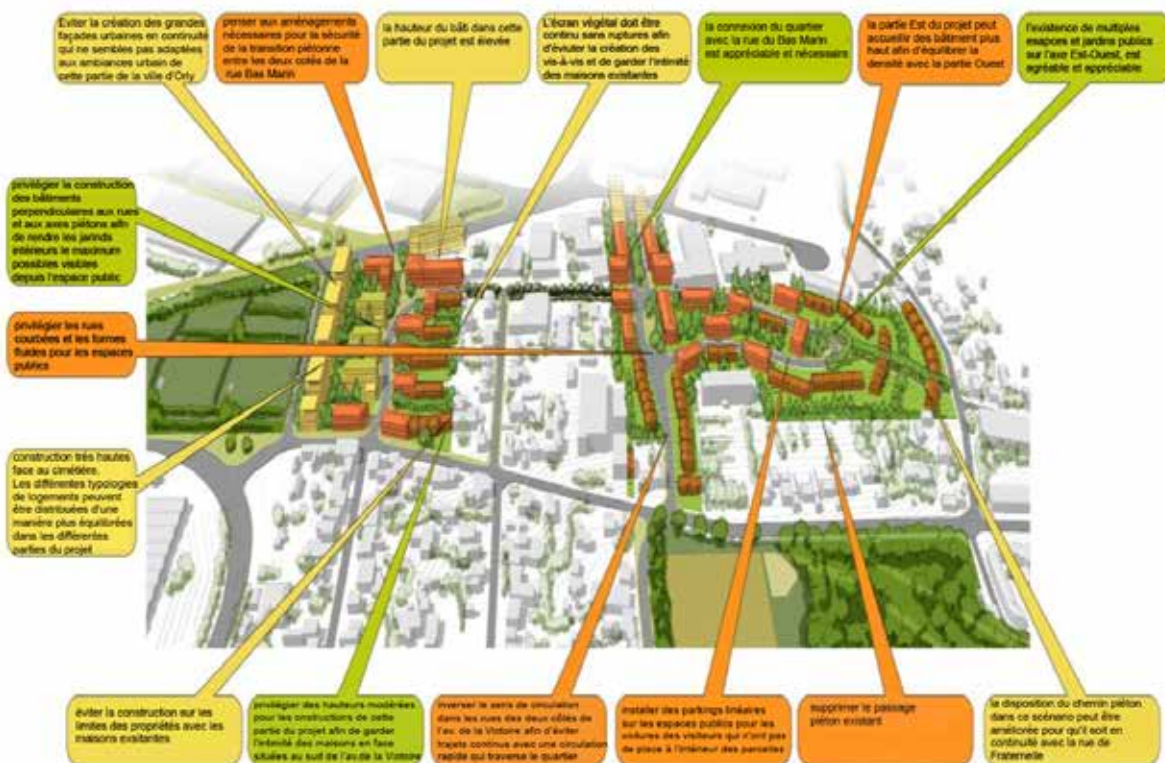 Eviter la création des grandes
façades urbaines en continuité
qui ne semblées pas adaptées
aux ambiances urbain de
cette partie de la ville d'Orly
penser aux aménagements
nécessaires pour la sécurité
de la transition piétonne
entre les deux cotés de la
rue Bas Marin
la hauteur du bâti dans cette
partie du projet est élevée
L'écran végétal doit être
continu sans ruptures afin
d'éviuter la création des
vis-à-vis et de garder l'intimité
des maisons existantes
la connexion du quartier
avec la rue du Bas Marin
est appréciable et nécessaire
la partie Est du projet peut
accueillir des bâtiment plus
haut afin d'équilibrer la
densité avec la partie Ouest
l'existence de multiples
esapces et jardins publics
sur l'axe Est-Ouest, est
agréable et appréciable
privilégier la construction
des bâtiments
perpendiculaires aux rues
et aux axes piétons afin
de rendre les jarinds
intérieurs le maximum
possibles visibles
depuis l'espace public
privilégier les rues
courbées et les formes
fluides pour les espaces
publics
construction très hautes
face au cimétière.
Les différentes typologies
de logements peuvent
être distribuées d'une
manière plus équilibrées
dans les différentes
parties du projet
éviter la construction sur les
limites des propriétés avec les
maisons exsitantes
privilégier des hauteurs modérées
pour les onstructions de cette
partie du projet afin de garder
l'intimité des maisons en face
situées au sud de l'av.de la Victoire
inverser le sens de circulation
dans les rues des deux côtés de
l'av. de la Victoire afin d'éviter
trajets continus avec une circulation
rapide qui traverse le quartier
installer des parkings linéaires
sur les espaces publics pour les
voitures des visiteurs qui n'ont pas
de place à l'intérieur des parcelles
supprimer le passage
piéton existant
la disposition du chemin piéton
dans ce scénario peut être
améliorée pour qu'il soit en
continuité avec la rue de
Fraternelle